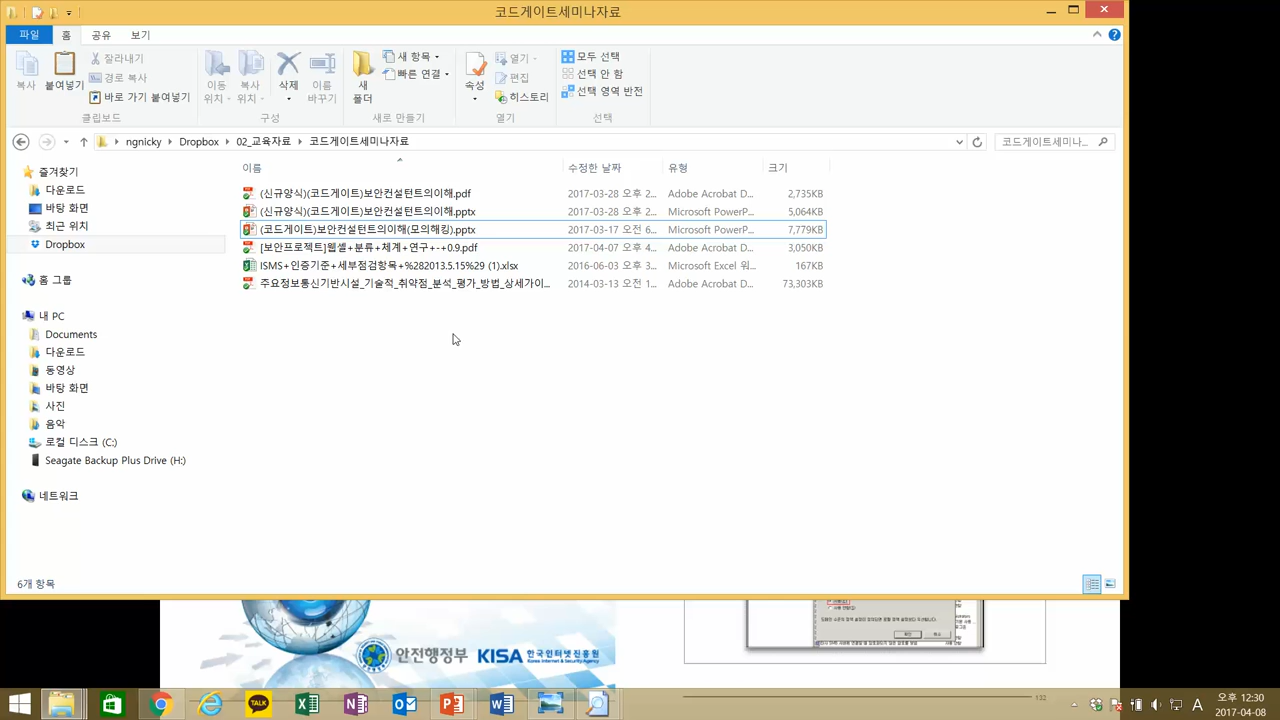 코드게이트세미나자료
파일 홈 공유 보기
복사 붙여넣기 잘라내기 경로 복사 바로 가기 붙여넣기
이동 위치 복사 위치 삭제 이름 바꾸기
새 폴더 새 항목 빠른 연결
속성 열기 편집 히스토리
모두 선택 선택 안 함 선택 영역 반전
클립보드 구성 새로 만들기 열기 선택
ngnicky Dropbox 02_교육자료 코드게이트세미나자료 코드게이트세미나...
이름 수정한 날짜 유형 크기
(신규양식)(코드게이트)보안컨설턴트의이해.pdf 2017-03-28 오후 2... Adobe Acrobat D... 2,735KB
(신규양식)(코드게이트)보안컨설턴트의이해.pptx 2017-03-28 오후 2... Microsoft PowerP... 5,064KB
(코드게이트)보안컨설턴트의이해(모의해킹).pptx 2017-03-17 오전 6... Microsoft PowerP... 7,779KB
[보안프로젝트]웹쉘+분류+체계+연구+-+0.9.pdf 2017-04-07 오후 4... Adobe Acrobat D... 3,050KB
ISMS+인증기준+세부점검항목+%282013.5.15%29 (1).xlsx 2016-06-03 오후 3... Microsoft Excel 워... 167KB
주요정보통신기반시설_기술적_취약점_분석_평가_방법_상세가이... 2014-03-13 오전 1... Adobe Acrobat D... 73,303KB
즐겨찾기
다운로드
바탕 화면
최근 위치
Dropbox
홈 그룹
내 PC
Documents
다운로드
동영상
바탕 화면
사진
음악
로컬 디스크 (C:)
Seagate Backup Plus Drive (H:)
네트워크
6개 항목
안전행정부 KISA 한국인터넷진흥원
Korea Internet & Security Agency
132
TALK
A 오후 12:30
2017-04-08